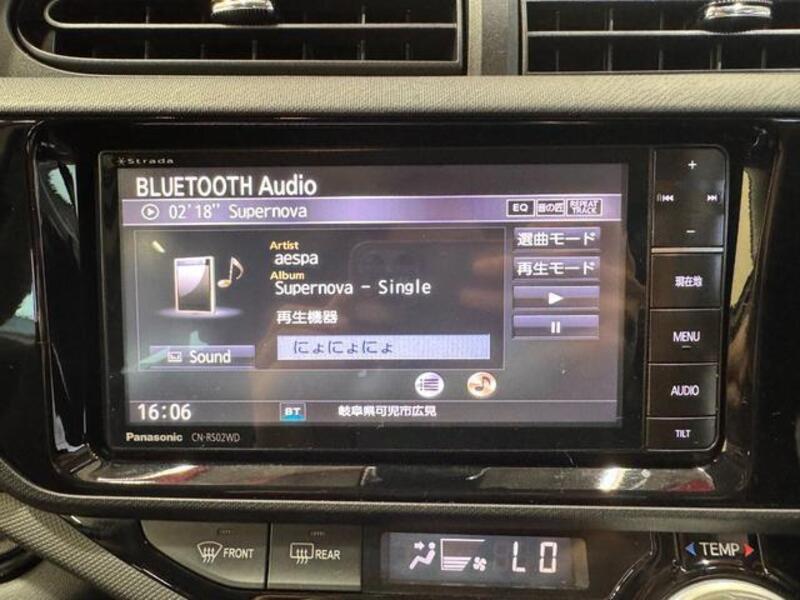 Strada
BLUETOOTH Audio
02'18" Supernova
EQ 音の匠 REPEAT TRACK
Artist
aespa
Album
Supernova - Single
再生機器
にょにょにょ
Sound
選曲モード
再生モード
16:06
BT
岐阜県可児市広見
Panasonic CN-RS02WD
+
-
現在地
MENU
AUDIO
TILT
FRONT
REAR
LO
TEMP